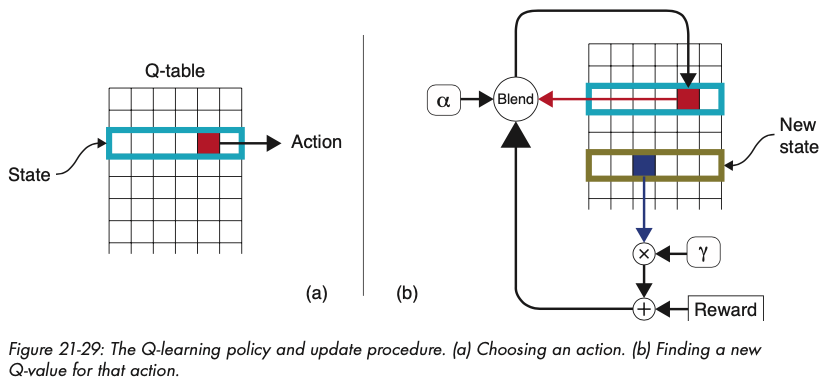 Q-table
State
Action
(a)
α
Blend
New
state
γ
×
+
Reward
(b)
Figure 21-29: The Q-learning policy and update procedure. (a) Choosing an action. (b) Finding a new
Q-value for that action.